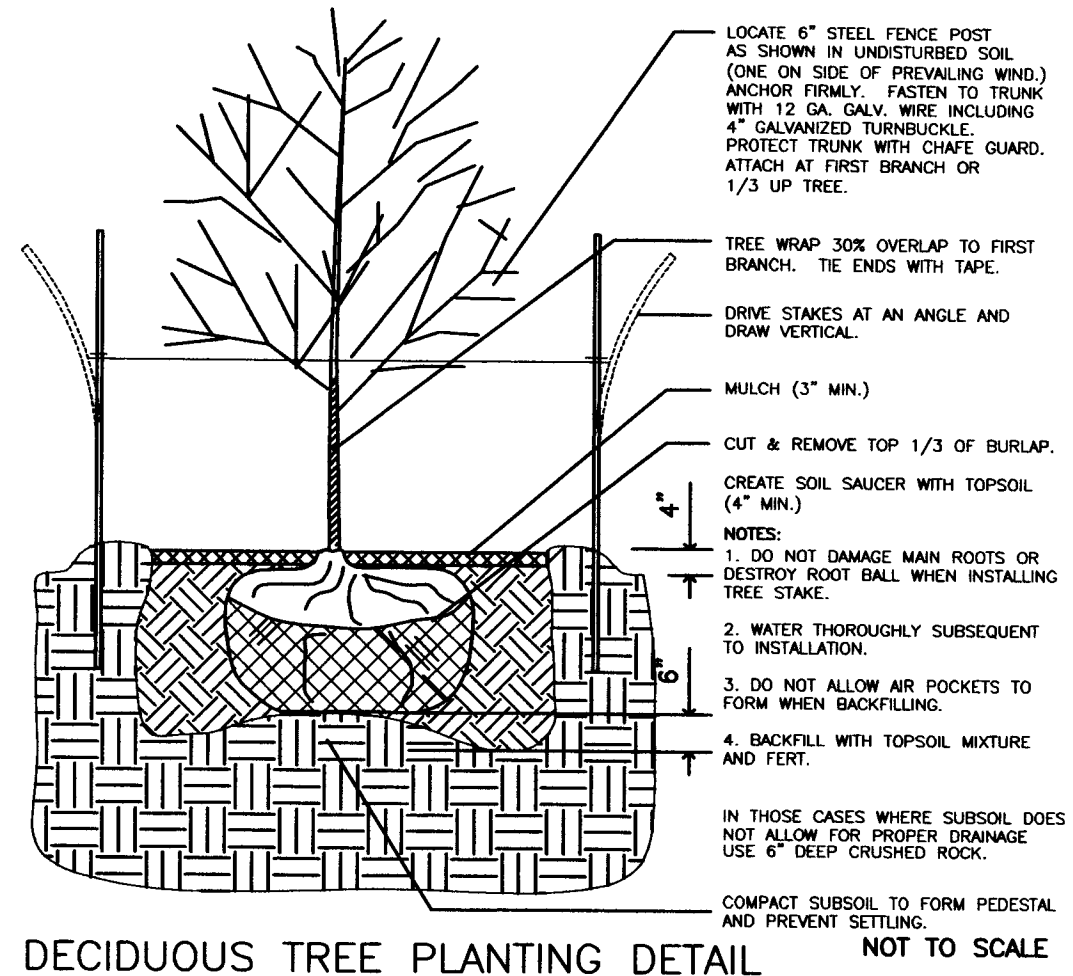 LOCATE 6" STEEL FENCE POST
AS SHOWN IN UNDISTURBED SOIL
(ONE ON SIDE OF PREVAILING WIND.)
ANCHOR FIRMLY. FASTEN TO TRUNK
WITH 12 GA. GALV. WIRE INCLUDING
4" GALVANIZED TURNBUCKLE.
PROTECT TRUNK WITH CHAFE GUARD.
ATTACH AT FIRST BRANCH OR
1/3 UP TREE.
TREE WRAP 30% OVERLAP TO FIRST
BRANCH. TIE ENDS WITH TAPE.
DRIVE STAKES AT AN ANGLE AND
DRAW VERTICAL.
MULCH (3" MIN.)
CUT & REMOVE TOP 1/3 OF BURLAP.
CREATE SOIL SAUCER WITH TOPSOIL
(4" MIN.)
4"
NOTES:
1. DO NOT DAMAGE MAIN ROOTS OR
DESTROY ROOT BALL WHEN INSTALLING
TREE STAKE.
2. WATER THOROUGHLY SUBSEQUENT
TO INSTALLATION.
6"
3. DO NOT ALLOW AIR POCKETS TO
FORM WHEN BACKFILLING.
4. BACKFILL WITH TOPSOIL MIXTURE
AND FERT.
IN THOSE CASES WHERE SUBSOIL DOES
NOT ALLOW FOR PROPER DRAINAGE
USE 6" DEEP CRUSHED ROCK.
COMPACT SUBSOIL TO FORM PEDESTAL
AND PREVENT SETTLING.
DECIDUOUS TREE PLANTING DETAIL
NOT TO SCALE